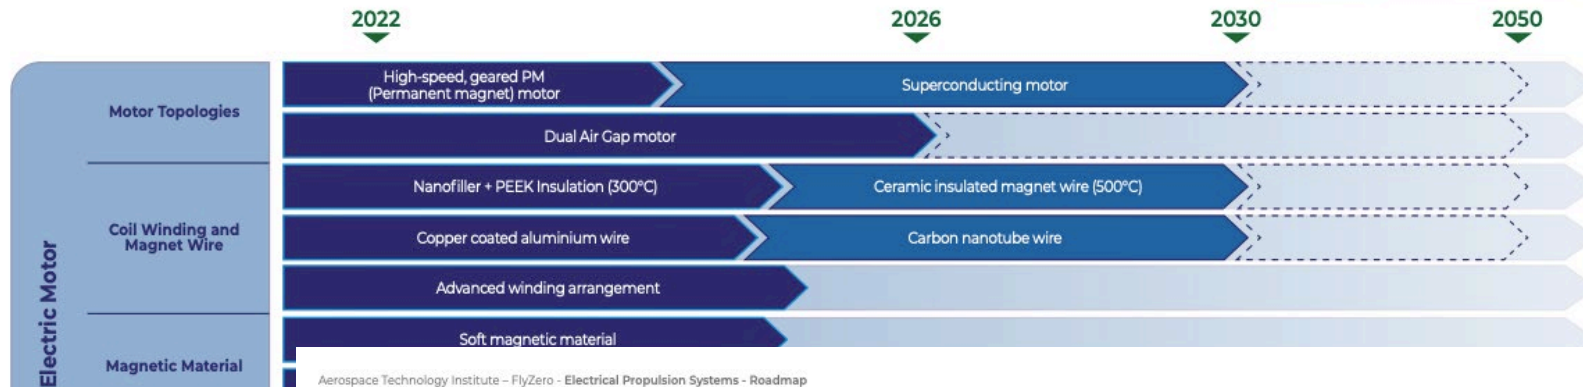 2022 2026 2030 2050
Electric Motor
Motor Topologies
High-speed, geared PM
(Permanent magnet) motor
Superconducting motor
Dual Air Gap motor
Coil Winding and
Magnet Wire
Nanofiller + PEEK Insulation (300°C)
Ceramic insulated magnet wire (500°C)
Copper coated aluminium wire
Carbon nanotube wire
Advanced winding arrangement
Magnetic Material
Soft magnetic material
Aerospace Technology Institute – FlyZero - Electrical Propulsion Systems - Roadmap